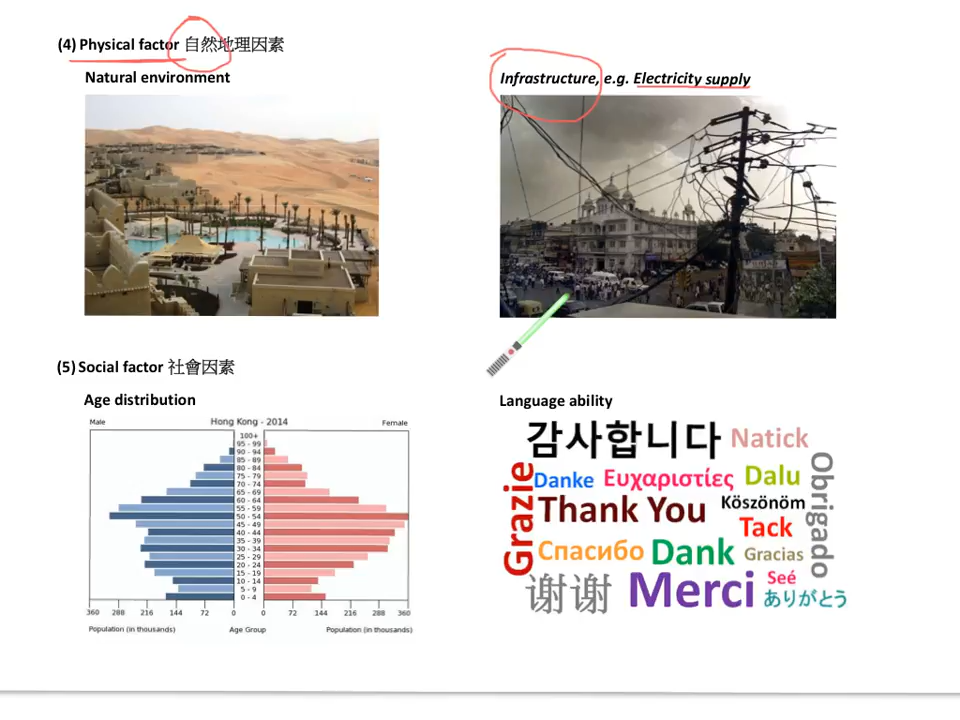 (4) Physical factor 自然地理因素
Natural environment
Infrastructure, e.g. Electricity supply
(5) Social factor 社會因素
Age distribution
Male
Hong Kong - 2014
Female
100+
95 - 99
90 - 94
85 - 89
80 - 84
75 - 79
70 - 74
65 - 69
60 - 64
55 - 59
50 - 54
45 - 49
40 - 44
35 - 39
30 - 34
25 - 29
20 - 24
15 - 19
10 - 14
5 - 9
0 - 4
360 288 216 144 72 0 0 72 144 216 288 360
Population (in thousands) Age Group Population (in thousands)
Language ability
감사합니다 Natick
Grazie
Danke Ευχαριστίες Dalu
Obrigado
Thank You Köszönöm
Tack
Спасибо Dank Gracias
谢谢 Merci Seé
ありがとう